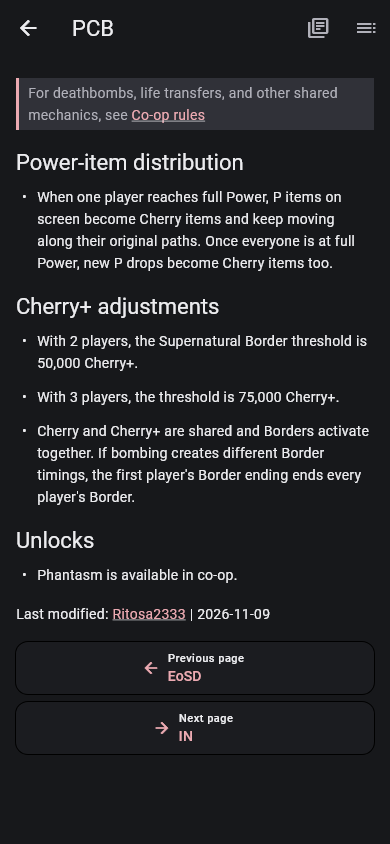 PCB
For deathbombs, life transfers, and other shared
mechanics, see Co-op rules
Power-item distribution
• When one player reaches full Power, P items on
screen become Cherry items and keep moving
along their original paths. Once everyone is at full
Power, new P drops become Cherry items too.
Cherry+ adjustments
• With 2 players, the Supernatural Border threshold is
50,000 Cherry+.
• With 3 players, the threshold is 75,000 Cherry+.
• Cherry and Cherry+ are shared and Borders activate
together. If bombing creates different Border
timings, the first player's Border ending ends every
player's Border.
Unlocks
• Phantasm is available in co-op.
Last modified: Ritosa2333 | 2026-11-09
Previous page
EoSD
Next page
IN